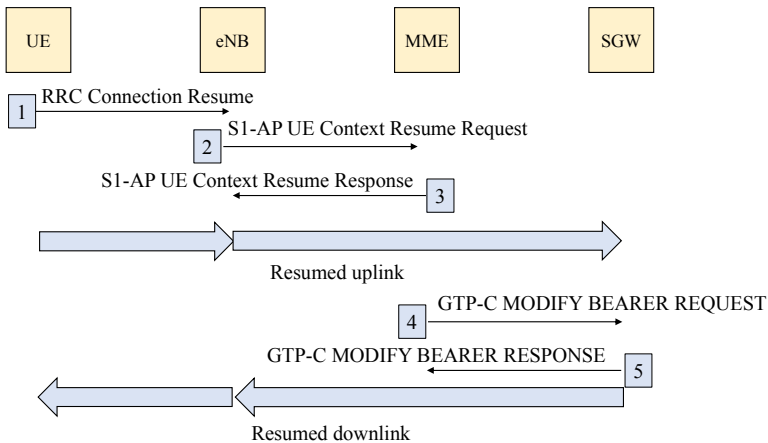 UE
eNB
MME
SGW
RRC Connection Resume
1
S1-AP UE Context Resume Request
2
S1-AP UE Context Resume Response
3
Resumed uplink
GTP-C MODIFY BEARER REQUEST
4
GTP-C MODIFY BEARER RESPONSE
5
Resumed downlink